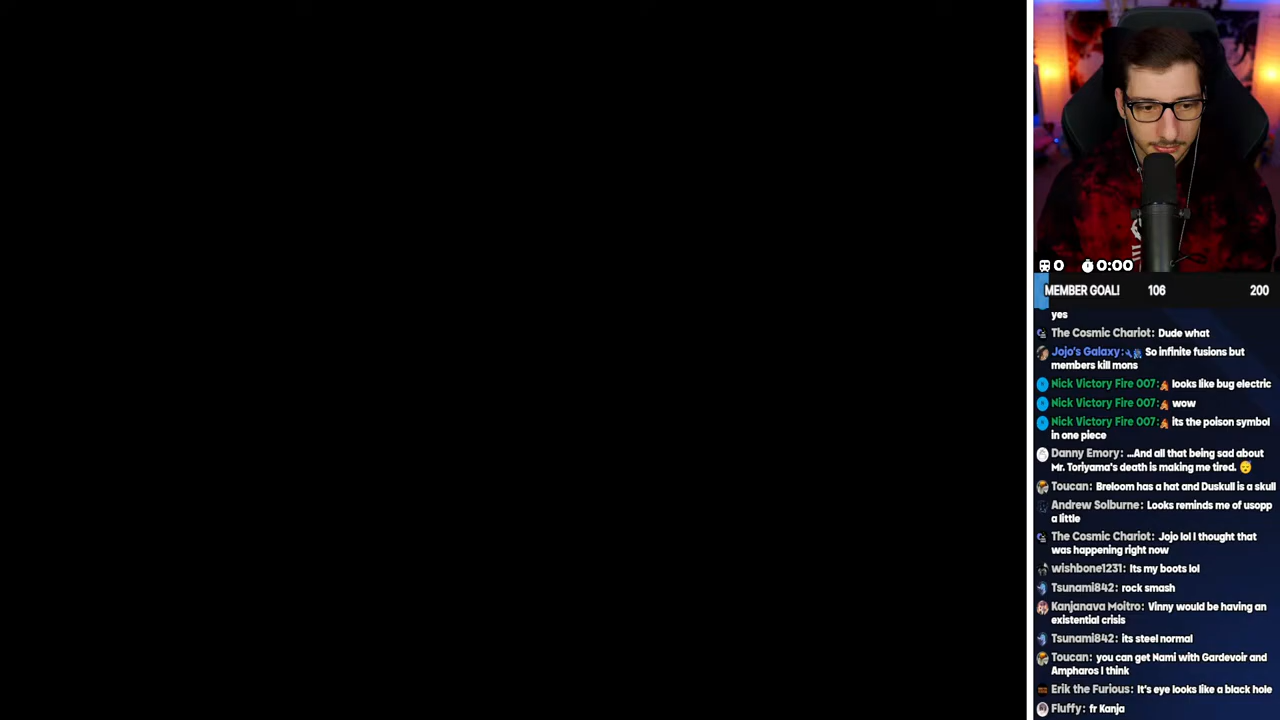 0 0:00
MEMBER GOAL! 106 200
yes
The Cosmic Chariot: Dude what
Jojo's Galaxy: So infinite fusions but
members kill mons
Nick Victory Fire 007: looks like bug electric
Nick Victory Fire 007: wow
Nick Victory Fire 007: its the poison symbol
in one piece
Danny Emory: ...And all that being sad about
Mr. Toriyama's death is making me tired. 😴
Toucan: Breloom has a hat and Duskull is a skull
Andrew Solburne: Looks reminds me of usopp
a little
The Cosmic Chariot: Jojo lol I thought that
was happening right now
wishbone1231: Its my boots lol
Tsunami842: rock smash
Kanjanava Moitro: Vinny would be having an
existential crisis
Tsunami842: its steel normal
Toucan: you can get Nami with Gardevoir and
Ampharos I think
Erik the Furious: It's eye looks like a black hole
Fluffy: fr Kanja